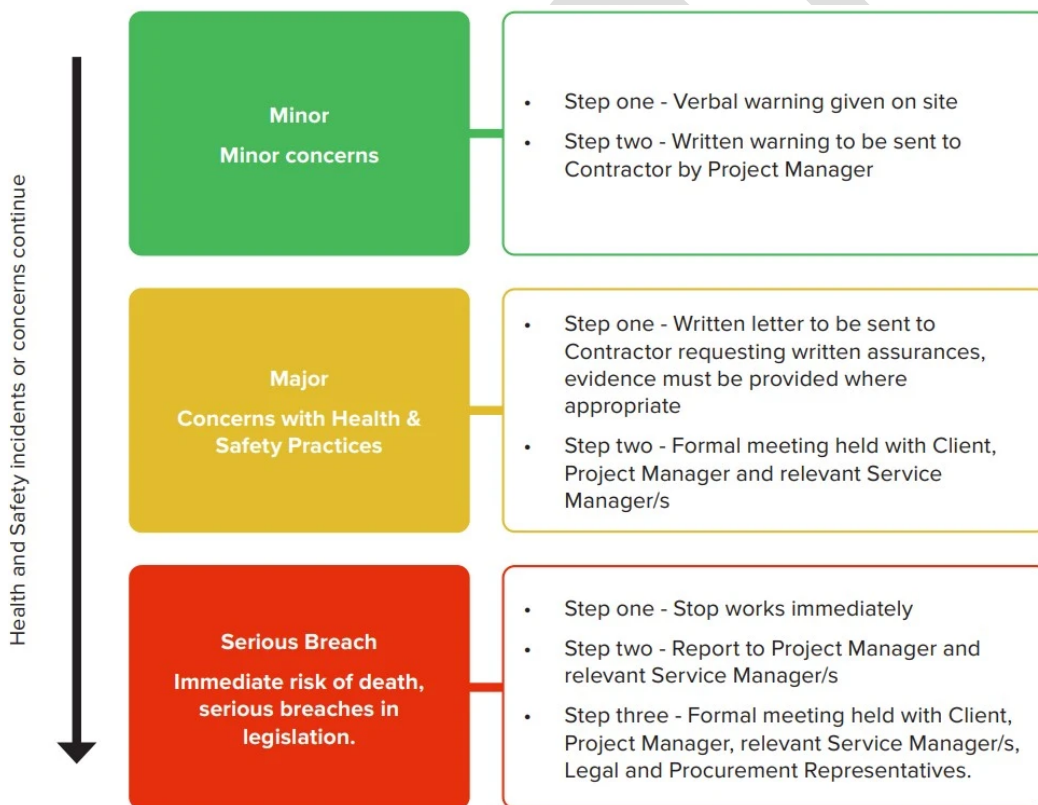 Health and Safety incidents or concerns continue
Minor
Minor concerns
• Step one - Verbal warning given on site
• Step two - Written warning to be sent to
Contractor by Project Manager
Major
Concerns with Health &
Safety Practices
• Step one - Written letter to be sent to
Contractor requesting written assurances,
evidence must be provided where
appropriate
• Step two - Formal meeting held with Client,
Project Manager and relevant Service
Manager/s
Serious Breach
Immediate risk of death,
serious breaches in
legislation.
• Step one - Stop works immediately
• Step two - Report to Project Manager and
relevant Service Manager/s
• Step three - Formal meeting held with Client,
Project Manager, relevant Service Manager/s,
Legal and Procurement Representatives.